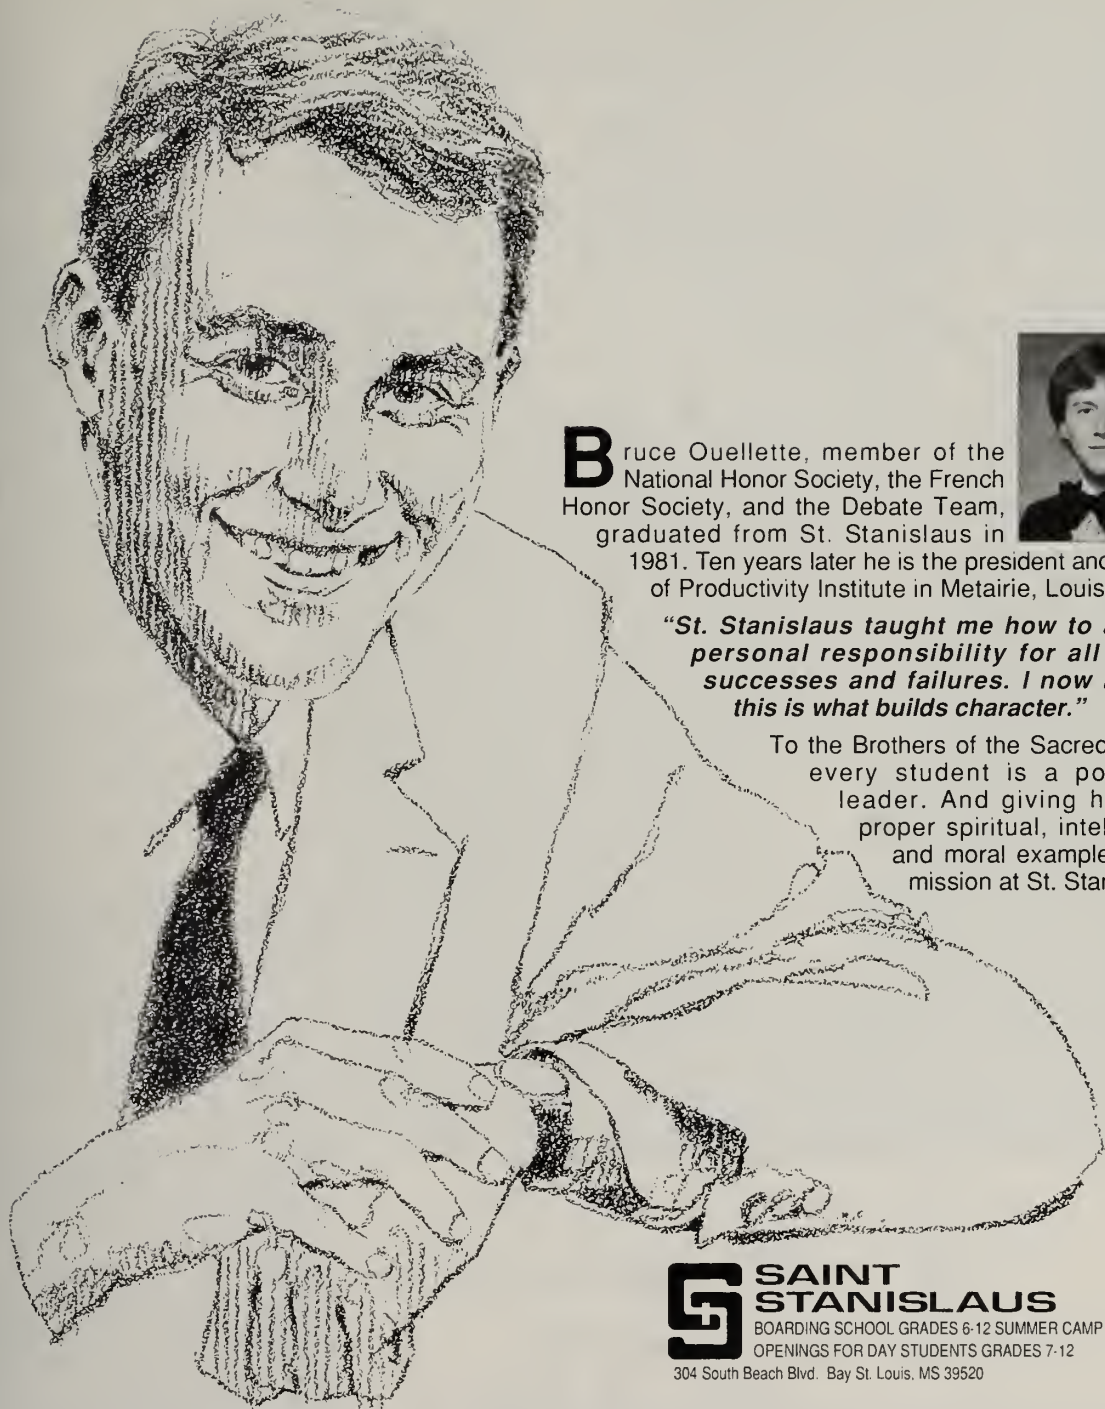 Bruce Ouellette, member of the
National Honor Society, the French
Honor Society, and the Debate Team,
graduated from St. Stanislaus in
1981. Ten years later he is the president and
of Productivity Institute in Metairie, Louis
"St. Stanislaus taught me how to
personal responsibility for all
successes and failures. I now
this is what builds character."
To the Brothers of the Sacred
every student is a po
leader. And giving h
proper spiritual, intel
and moral example
mission at St. Star
SAINT
STANISLAUS
BOARDING SCHOOL GRADES 6-12 SUMMER CAMP
OPENINGS FOR DAY STUDENTS GRADES 7-12
304 South Beach Blvd. Bay St. Louis, MS 39520